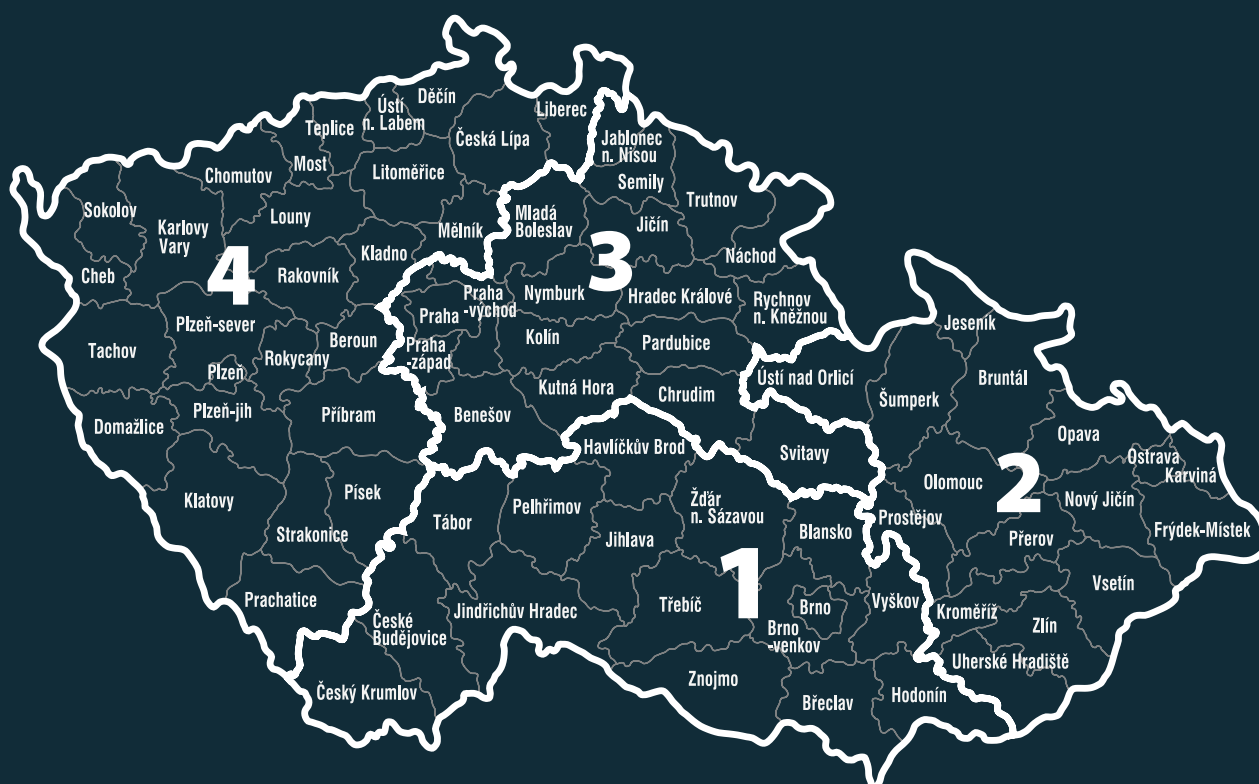 Děčín
Ústí
n. Labem
Liberec
Teplice
Česká Lípa
Jablonec
n. Nisou
Most
Chomutov
Litoměřice
Semily
Trutnov
Sokolov
Louny
Karlovy
Vary
Mladá
Boleslav
Jičín
Mělník
Kladno
Náchod
4
3
Cheb
Rakovník
Praha
-východ
Nymburk
Hradec Králové
Rychnov
n. Kněžnou
Praha
Plzeň-sever
Jeseník
Beroun
Kolín
Pardubice
Tachov
Rokycany
Praha
-západ
Plzeň
Ústí nad Orlicí
Bruntál
Kutná Hora
Chrudim
Šumperk
Plzeň-jih
Příbram
Benešov
Domažlice
Opava
Havlíčkův Brod
Svitavy
Ostrava
Karviná
Olomouc
2
Nový Jičín
Klatovy
Písek
Žďár
n. Sázavou
Pelhřimov
Tábor
Prostějov
Frýdek-Místek
Strakonice
Jihlava
Blansko
Přerov
Vsetín
1
Prachatice
Třebíč
Brno
Vyškov
Jindřichův Hradec
Kroměříž
České
Budějovice
Brno
-venkov
Zlín
Uherské Hradiště
Znojmo
Český Krumlov
Břeclav
Hodonín